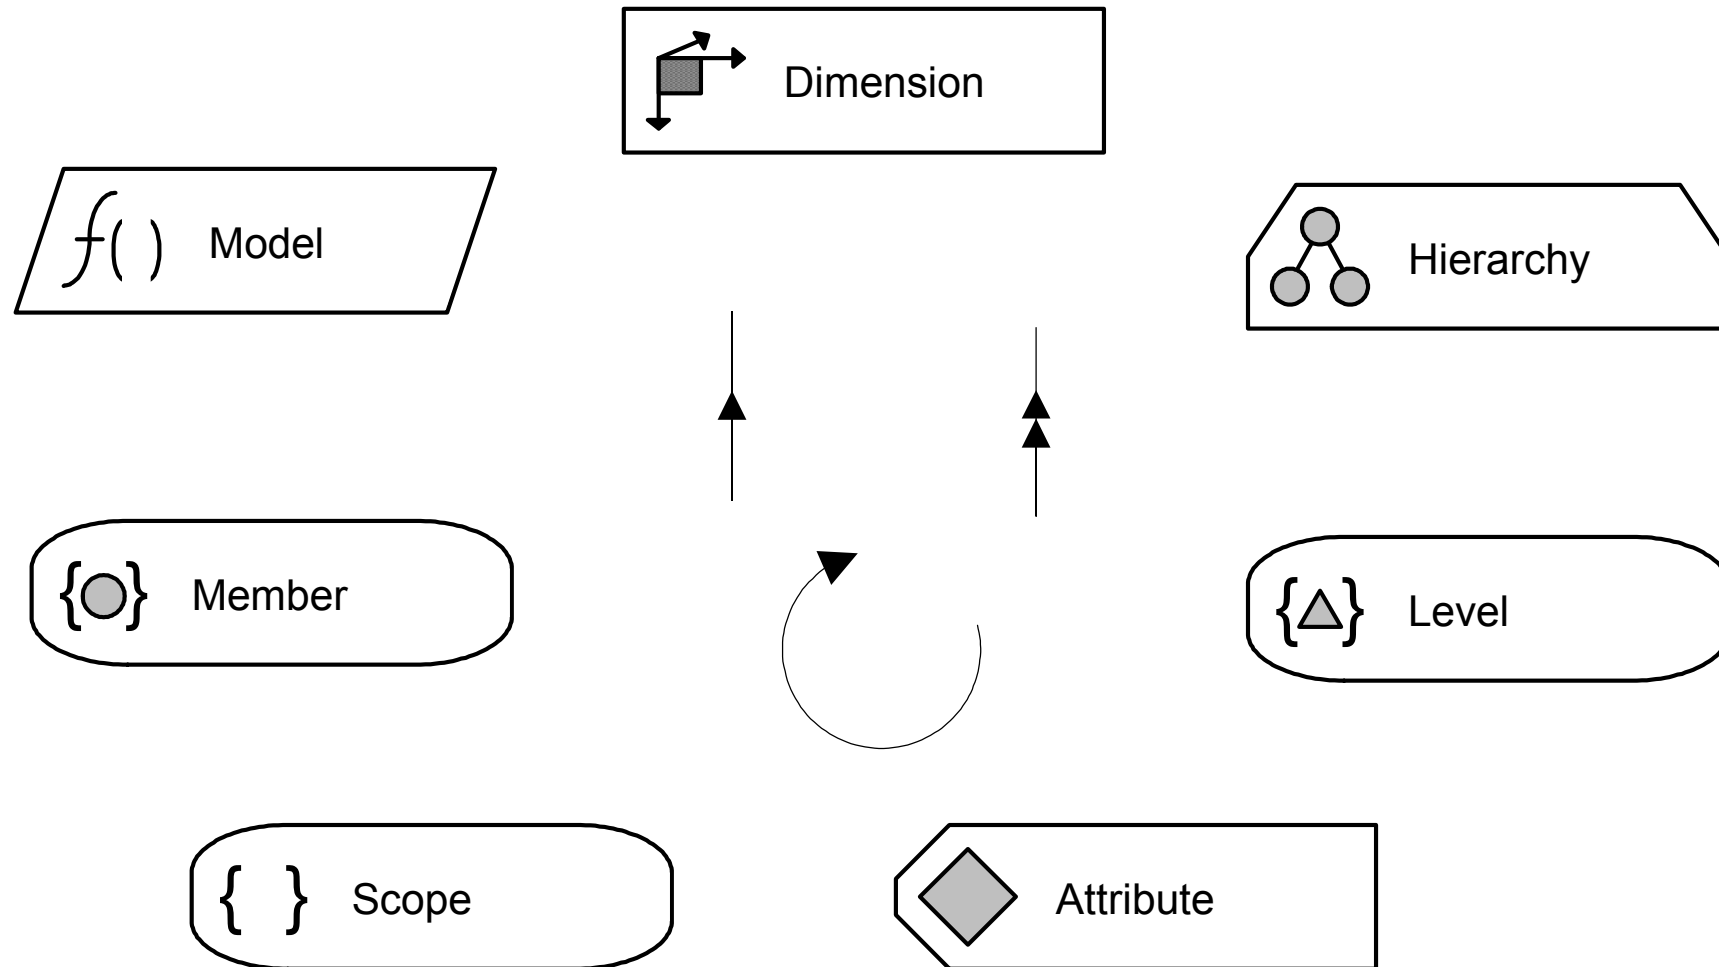 Dimension
f( ) Model
Hierarchy
{ } Member
{ } Level
{ } Scope
Attribute